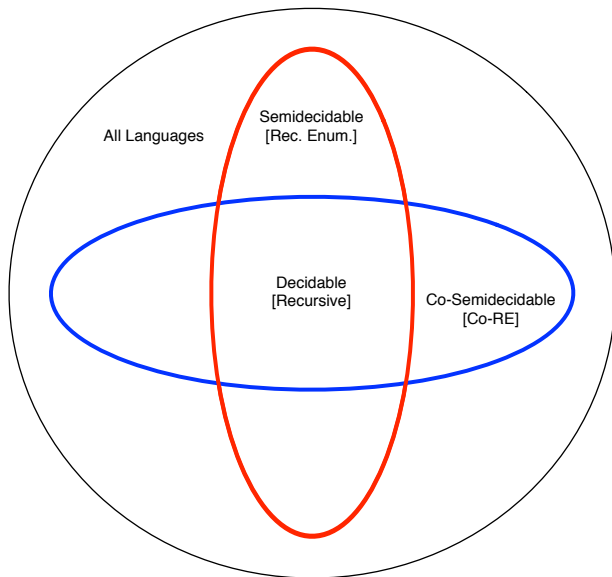 Semidecidable
[Rec. Enum.]
All Languages
Decidable
[Recursive]
Co-Semidecidable
[Co-RE]